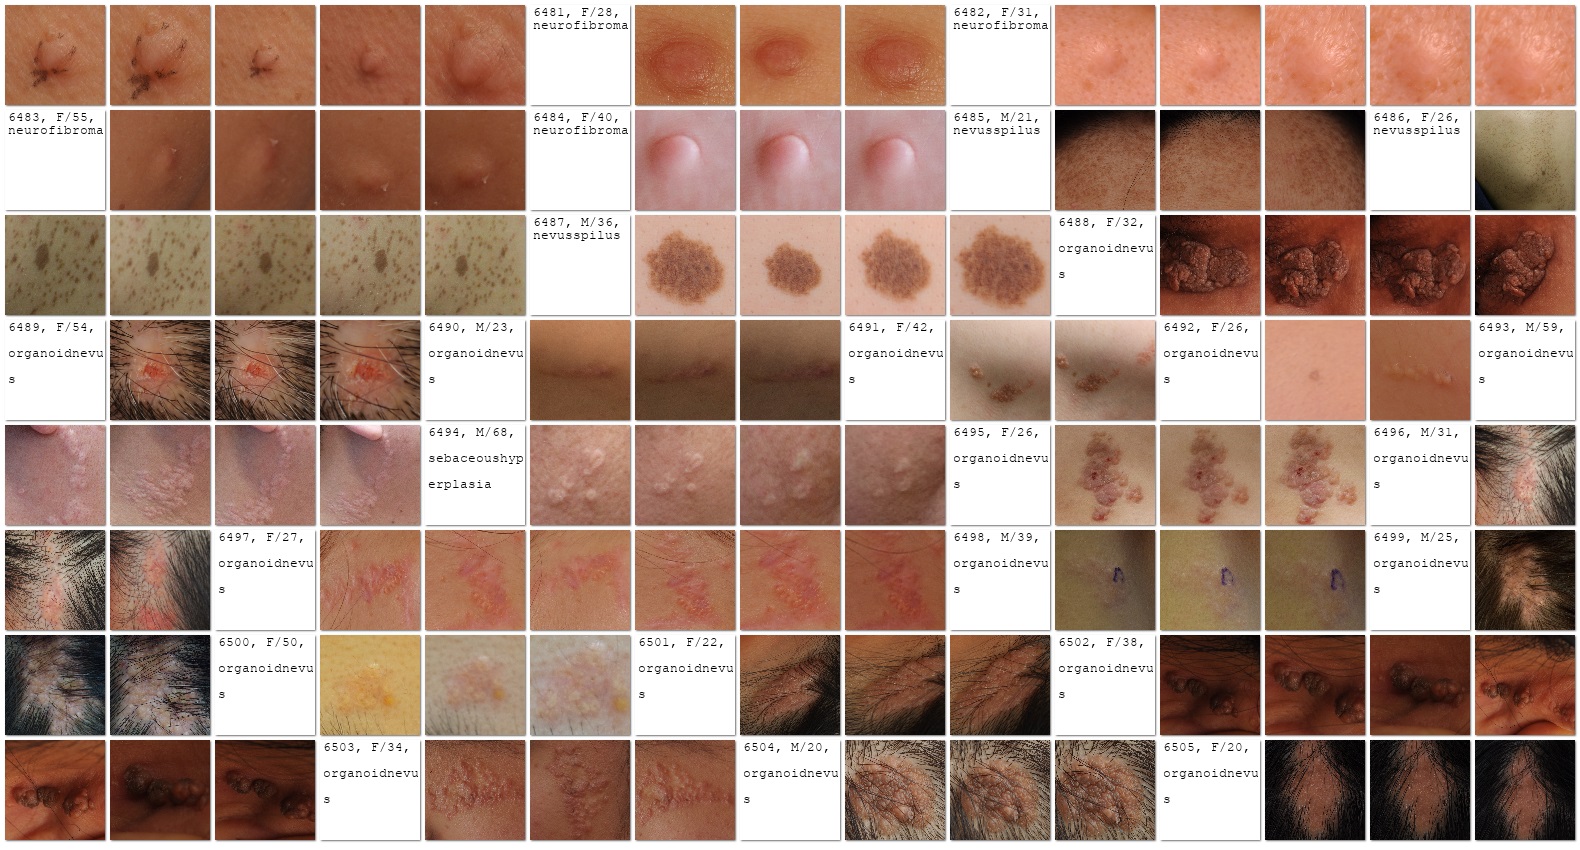 6481, F/28,
neurofibroma
6482, F/31,
neurofibroma
6483, F/55,
neurofibroma
6484, F/40,
neurofibroma
6485, M/21,
nevusspilus
6486, F/26,
nevusspilus
6487, M/36,
nevusspilus
6488, F/32,
organoidnevu
s
6489, F/54,
organoidnevu
s
6490, M/23,
organoidnevu
s
6491, F/42,
organoidnevu
s
6492, F/26,
organoidnevu
s
6493, M/59,
organoidnevu
s
6494, M/68,
sebaceoushyp
erplasia
6495, F/26,
organoidnevu
s
6496, M/31,
organoidnevu
s
6497, F/27,
organoidnevu
s
6498, M/39,
organoidnevu
s
6499, M/25,
organoidnevu
s
6500, F/50,
organoidnevu
s
6501, F/22,
organoidnevu
s
6502, F/38,
organoidnevu
s
6503, F/34,
organoidnevu
s
6504, M/20,
organoidnevu
s
6505, F/20,
organoidnevu
s